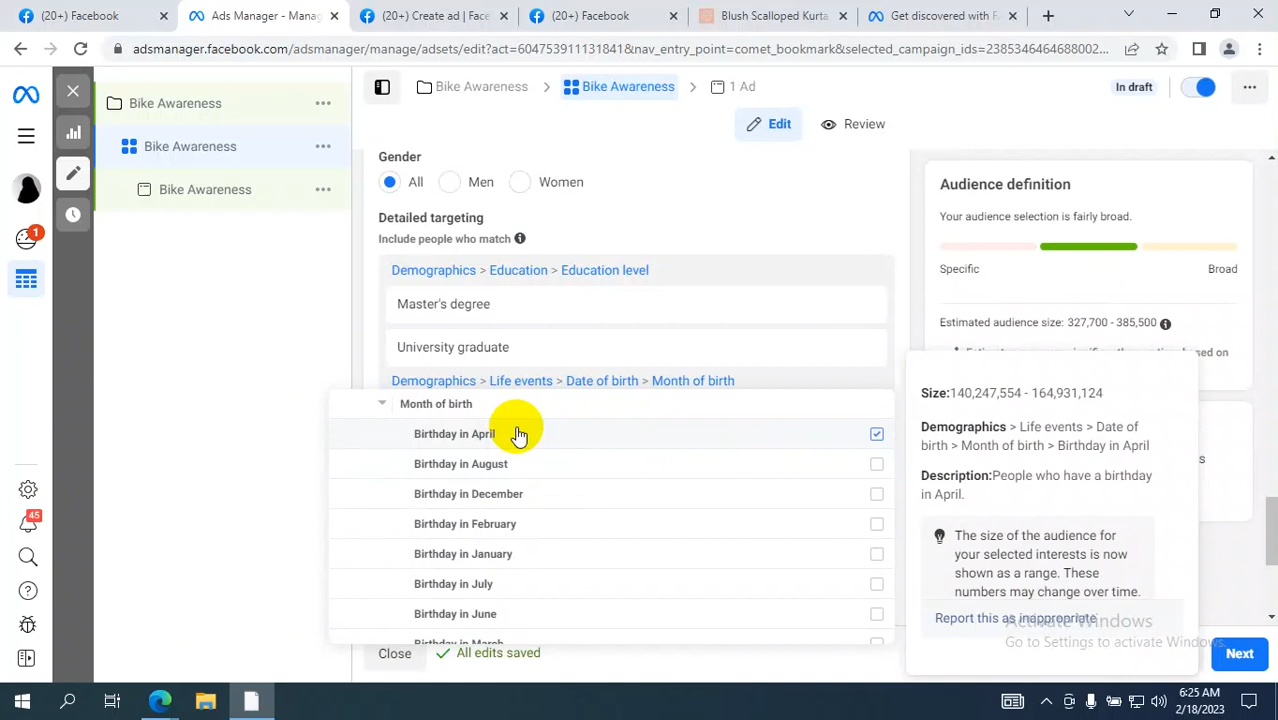 (20+) Facebook
Ads Manager - Manag
(20+) Create ad | Face
(20+) Facebook
Blush Scalloped Kurta
Get discovered with FA
adsmanager.facebook.com/adsmanager/manage/adsets/edit?act=604753911131841&nav_entry_point=comet_bookmark&selected_campaign_ids=2385346464688002...
Bike Awareness
Bike Awareness
Bike Awareness
Bike Awareness
Bike Awareness
1 Ad
In draft
Edit
Review
1
45
Gender
All
Men
Women
Detailed targeting
Include people who match
Demographics > Education > Education level
Master's degree
University graduate
Demographics > Life events > Date of birth > Month of birth
Month of birth
Birthday in April
Birthday in August
Birthday in December
Birthday in February
Birthday in January
Birthday in July
Birthday in June
Birthday in March
Close
All edits saved
Audience definition
Your audience selection is fairly broad.
Specific
Broad
Estimated audience size: 327,700 - 385,500
Size:140,247,554 - 164,931,124
Demographics > Life events > Date of
birth > Month of birth > Birthday in April
Description:People who have a birthday
in April.
The size of the audience for
your selected interests is now
shown as a range. These
numbers may change over time.
Report this as inappropriate
Activate Windows
Go to Settings to activate Windows.
Next
6:25 AM
2/18/2023